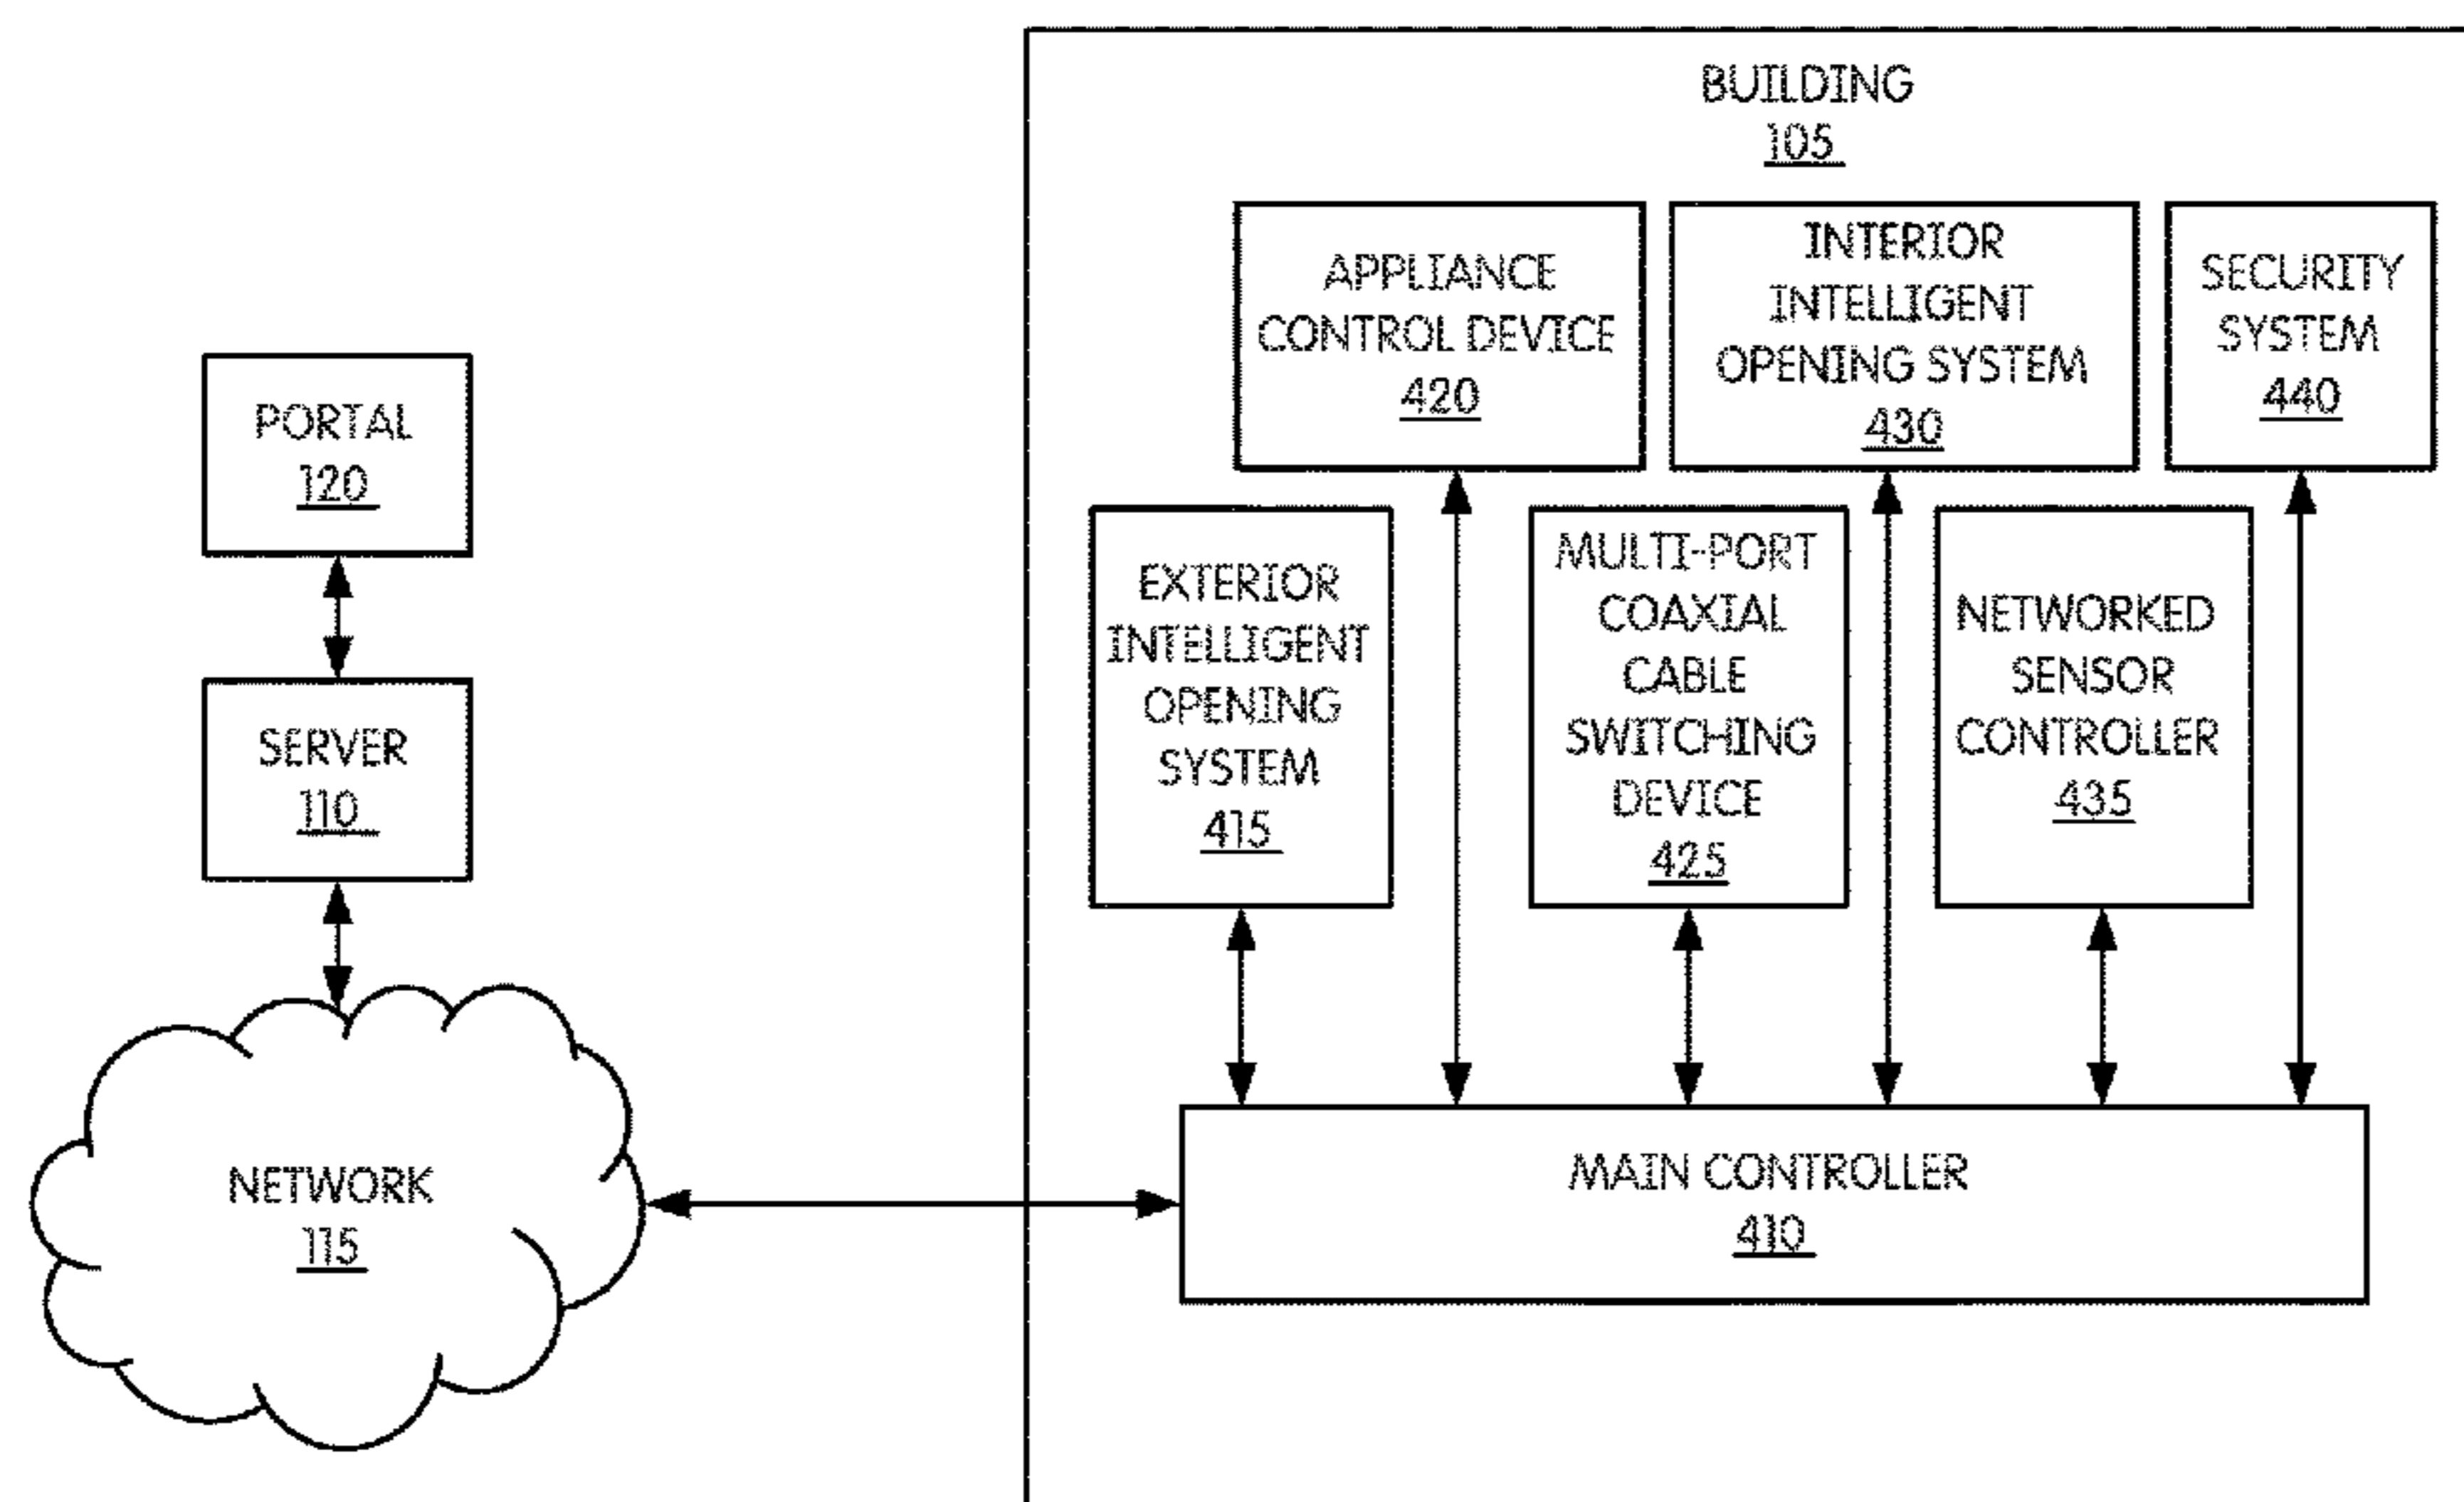 BUILDING
105
APPLIANCE
CONTROL DEVICE
420
INTERIOR
INTELLIGENT
OPENING SYSTEM
430
SECURITY
SYSTEM
440
PORTAL
120
EXTERIOR
INTELLIGENT
OPENING
SYSTEM
415
MULTI-PORT
COAXIAL
CABLE
SWITCHING
DEVICE
425
NETWORKED
SENSOR
CONTROLLER
435
SERVER
110
NETWORK
115
MAIN CONTROLLER
410